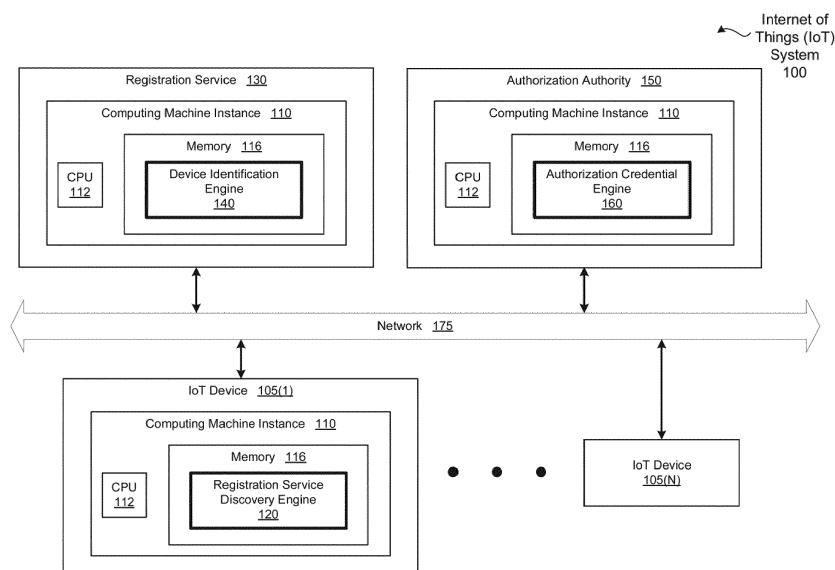 Internet of
Things (IoT)
System
100
Registration Service 130
Computing Machine Instance 110
Memory 116
CPU
112
Device Identification
Engine
140
Authorization Authority 150
Computing Machine Instance 110
Memory 116
CPU
112
Authorization Credential
Engine
160
Network 175
IoT Device 105(1)
Computing Machine Instance 110
Memory 116
CPU
112
Registration Service
Discovery Engine
120
IoT Device
105(N)